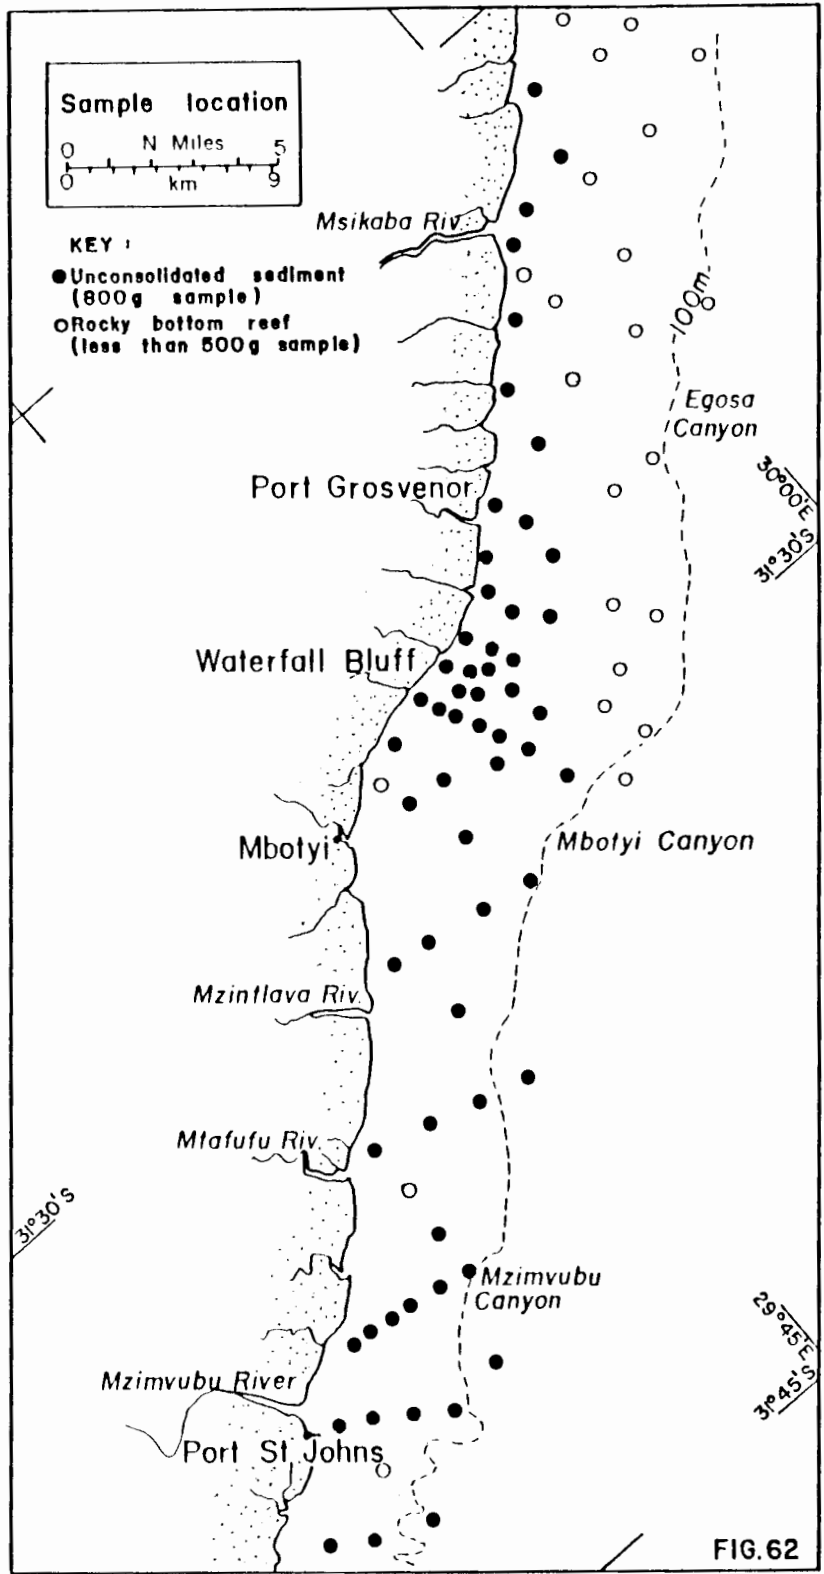 Sample location
0 N Miles 5
0 km 9
Msikaba Riv.
KEY :
Unconsolidated sediment
(800g sample)
Rocky bottom reef
(less than 500g sample)
100m
Egosa
Canyon
Port Grosvenor
30°00'E
31°30'S
Waterfall Bluff
Mbotyi
Mbotyi Canyon
Mzintlava Riv.
Mtafufu Riv.
31°30'S
Mzimvubu
Canyon
29°45'E
31°45'S
Mzimvubu River
Port St Johns
FIG.62